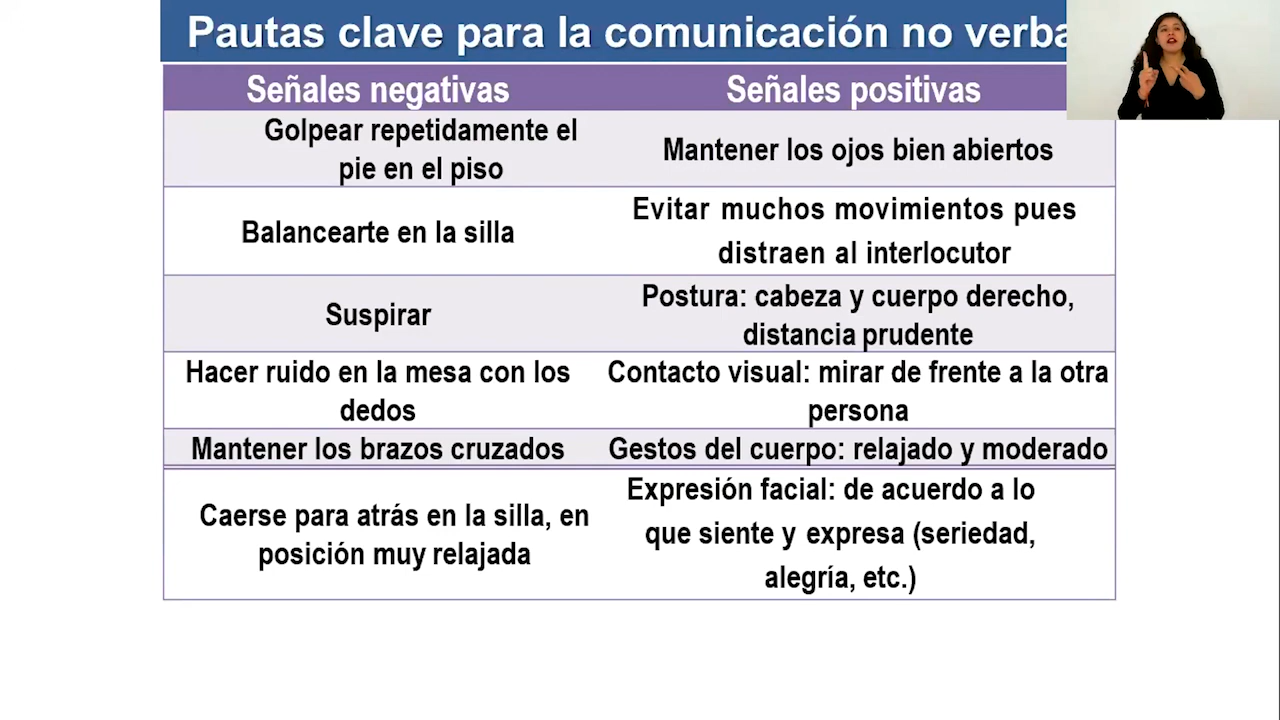 Pautas clave para la comunicación no verba
Señales negativas
Señales positivas
Golpear repetidamente el
pie en el piso
Mantener los ojos bien abiertos
Balancearte en la silla
Evitar muchos movimientos pues
distraen al interlocutor
Suspirar
Postura: cabeza y cuerpo derecho,
distancia prudente
Hacer ruido en la mesa con los
dedos
Contacto visual: mirar de frente a la otra
persona
Mantener los brazos cruzados
Gestos del cuerpo: relajado y moderado
Caerse para atrás en la silla, en
posición muy relajada
Expresión facial: de acuerdo a lo
que siente y expresa (seriedad,
alegría, etc.)